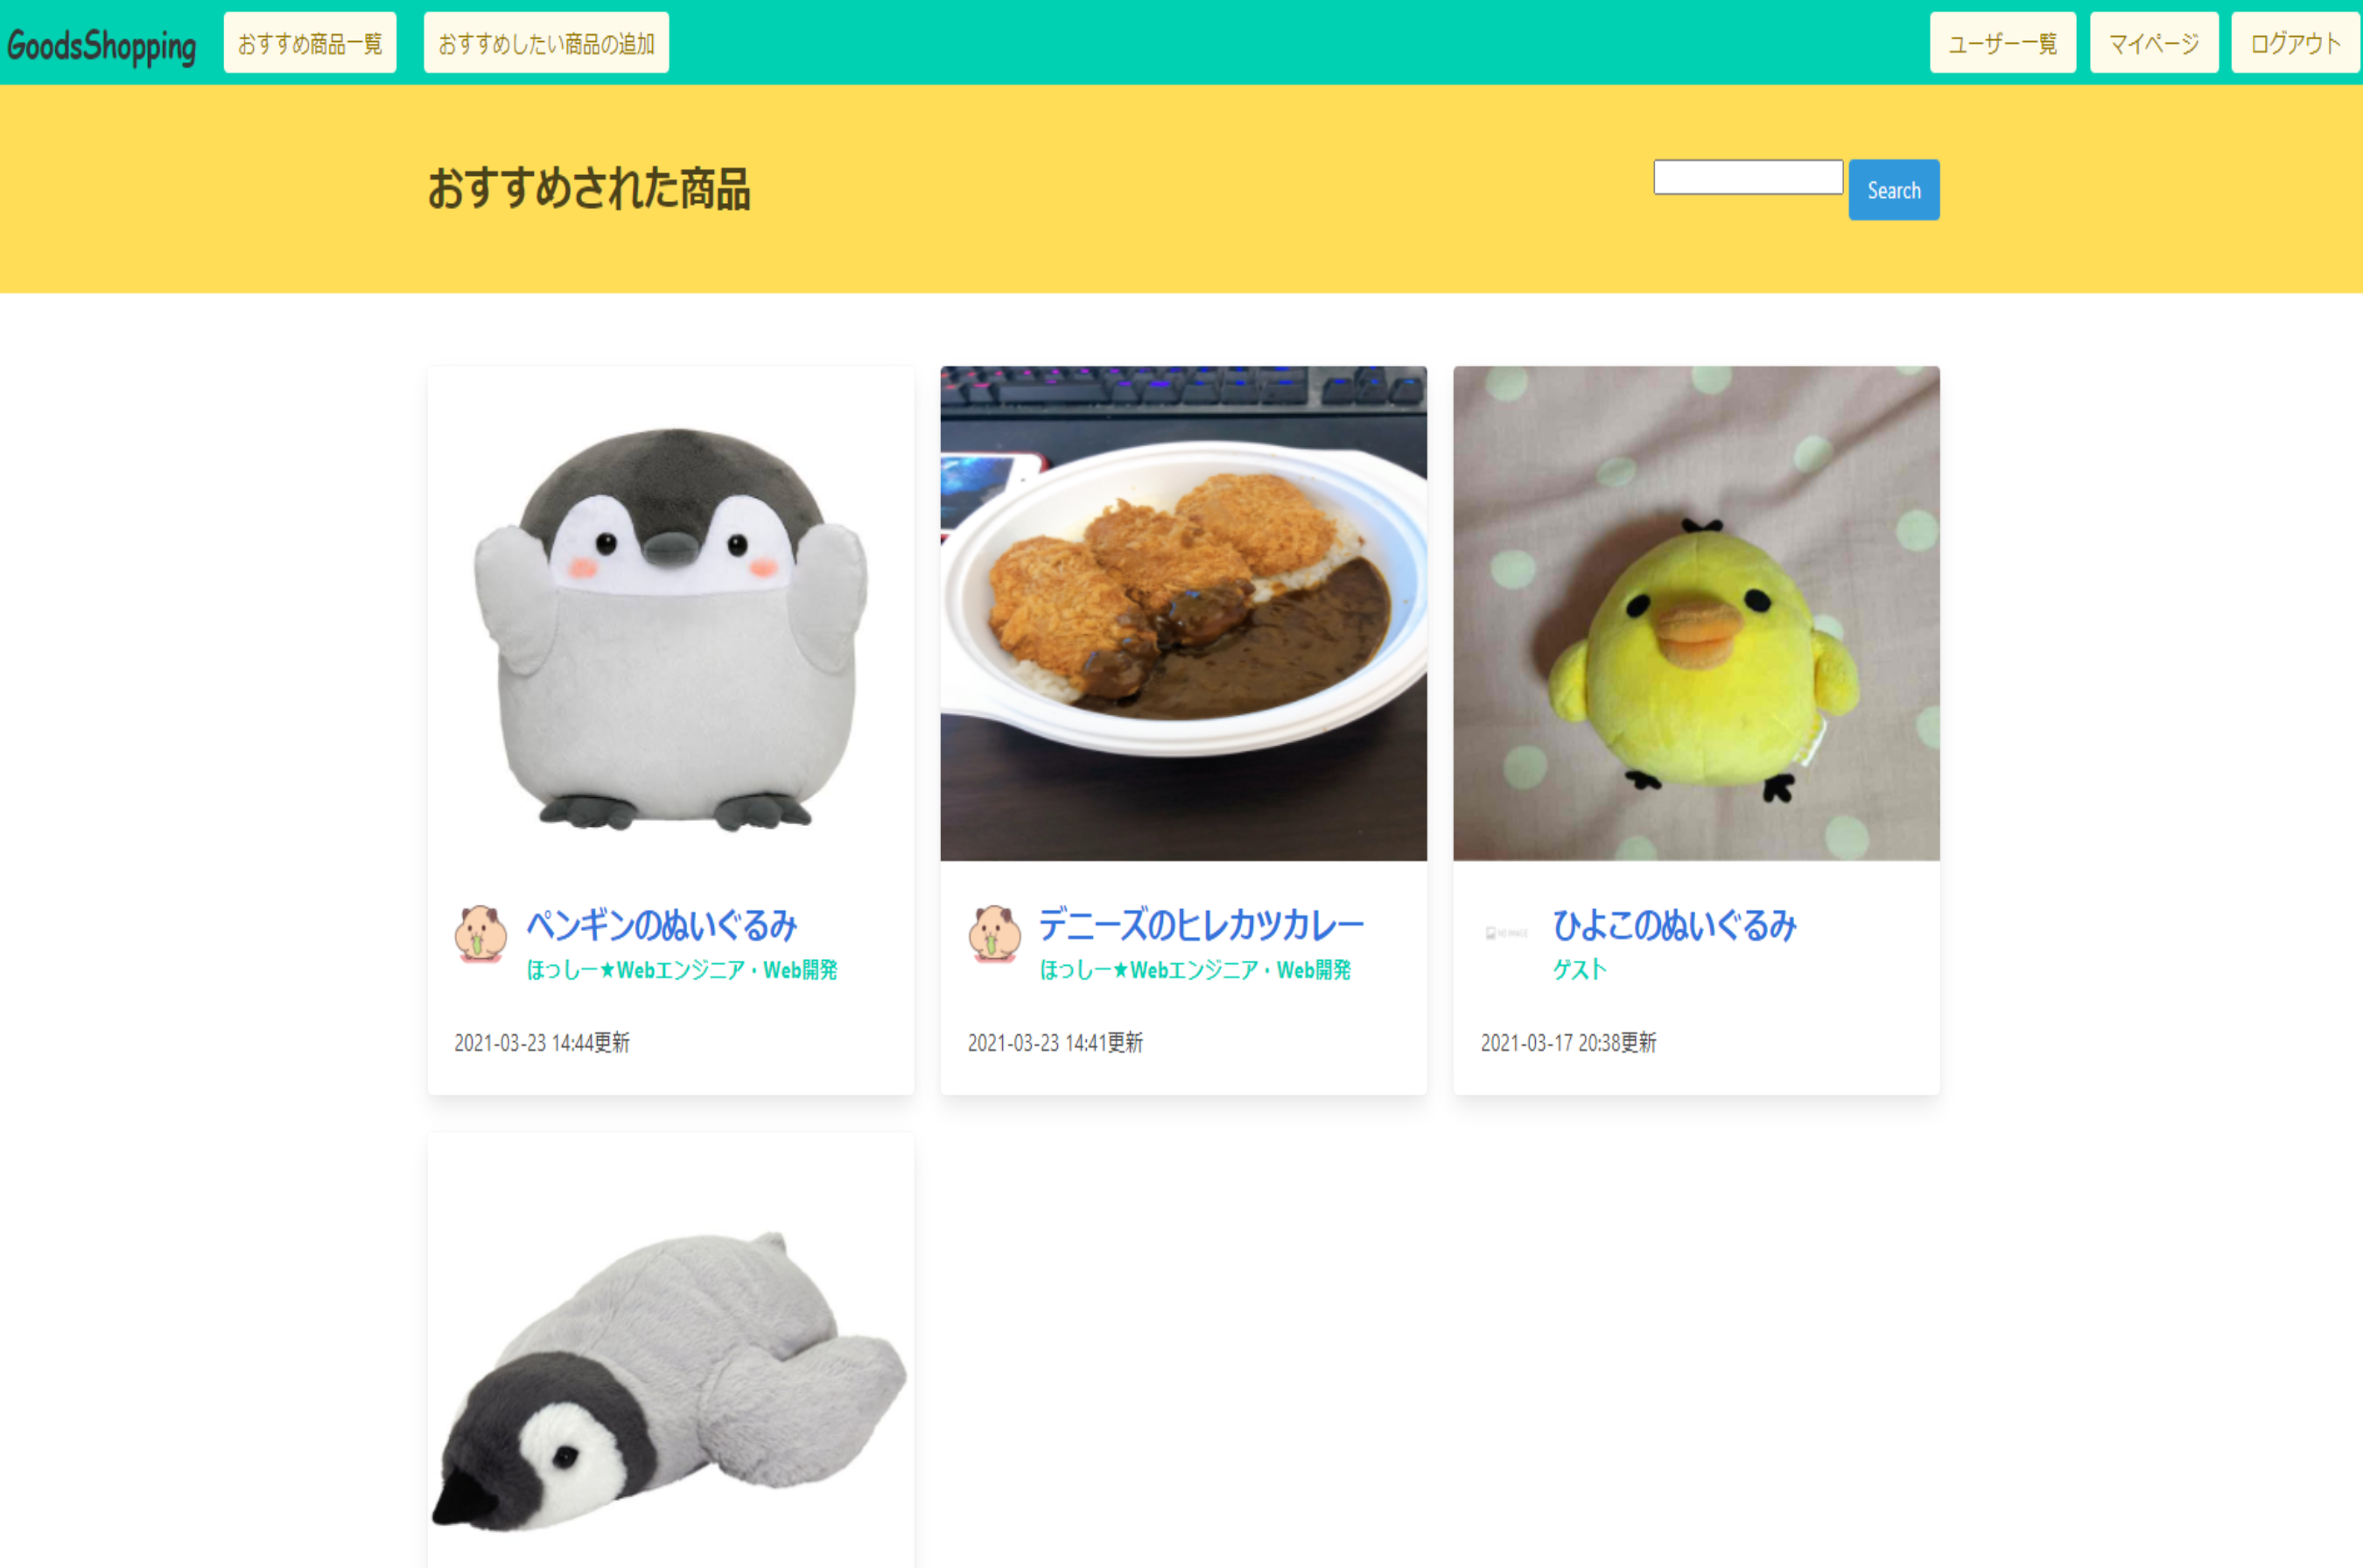 GoodsShopping
おすすめ商品一覧
おすすめしたい商品の追加
ユーザー一覧
マイページ
ログアウト
おすすめされた商品
Search
ペンギンのぬいぐるみ
ほっしー★Webエンジニア・Web開発
2021-03-23 14:44更新
デニーズのヒレカツカレー
ほっしー★Webエンジニア・Web開発
2021-03-23 14:41更新
NO IMAGE
ひよこのぬいぐるみ
ゲスト
2021-03-17 20:38更新